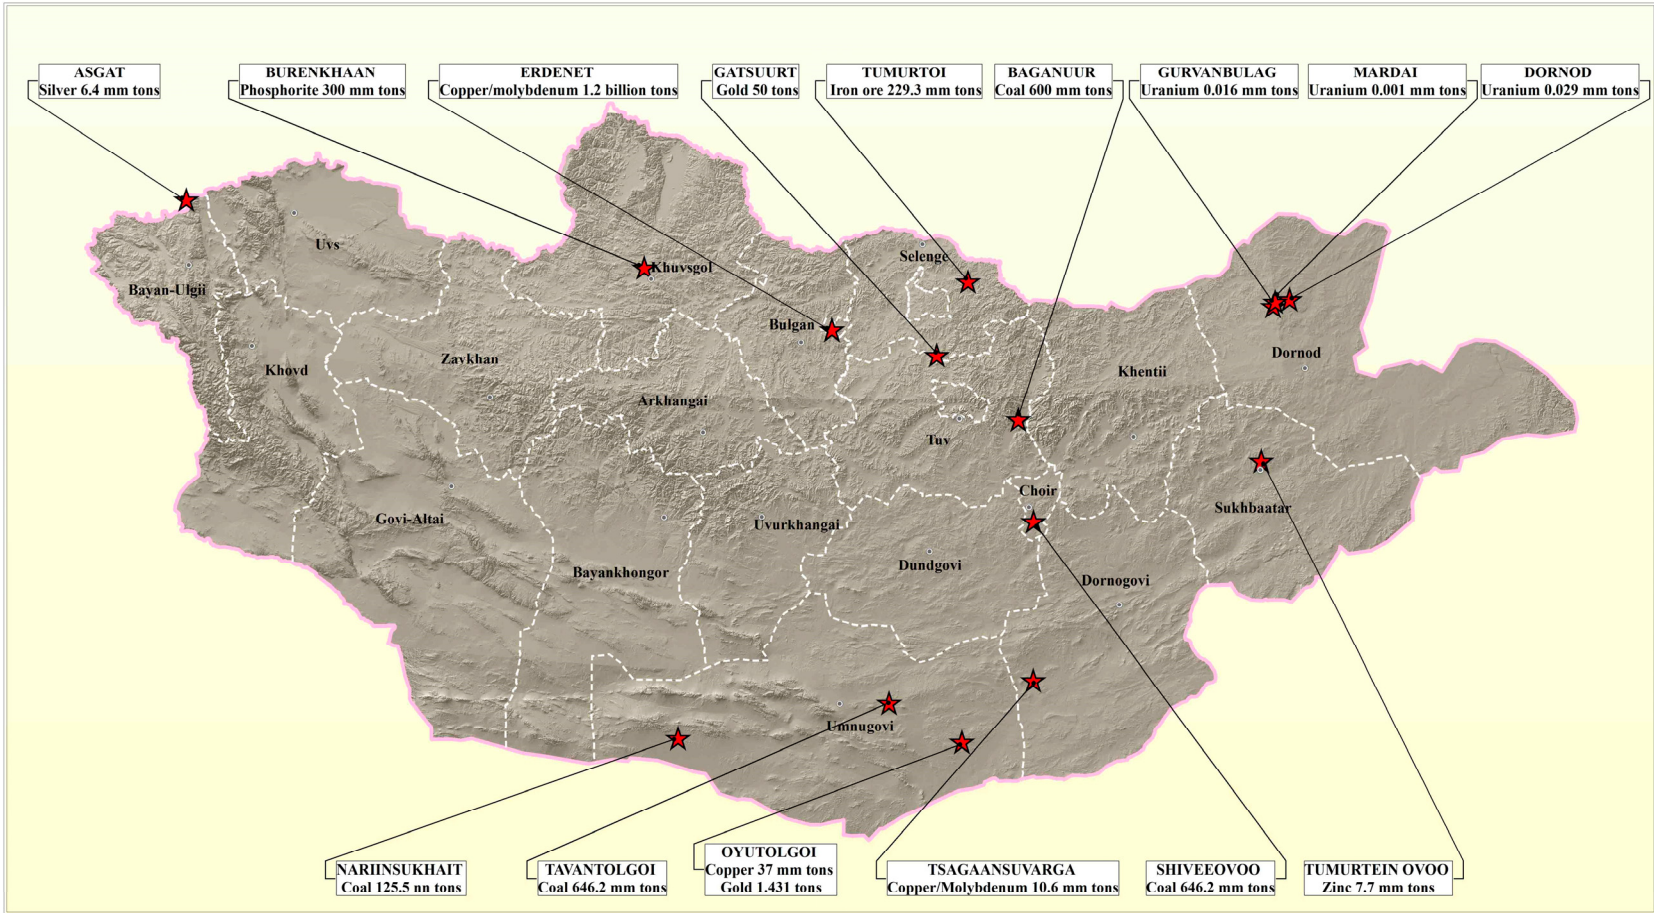 ASGAT
Silver 6.4 mm tons
BURENKHAAN
Phosphorite 300 mm tons
ERDENET
Copper/molybdenum 1.2 billion tons
GATSUURT
Gold 50 tons
TUMURTOI
Iron ore 229.3 mm tons
BAGANUUR
Coal 600 mm tons
GURVANBULAG
Uranium 0.016 mm tons
MARDAI
Uranium 0.001 mm tons
DORNOD
Uranium 0.029 mm tons
Uvs
Bayan-Ulgii
Khuvsgol
Selenge
Bulgan
Zavkhan
Khovd
Arkhangai
Khentii
Dornod
Tuv
Choir
Sukhbaatar
Govi-Altai
Uvurkhangai
Bayankhongor
Dundgovi
Dornogovi
Umnugovi
NARIINSUKHAIT
Coal 125.5 nn tons
TAVANTOLGOI
Coal 646.2 mm tons
OYUTOLGOI
Copper 37 mm tons
Gold 1.431 tons
TSAGAANSUVARGA
Copper/Molybdenum 10.6 mm tons
SHIVEEOVOO
Coal 646.2 mm tons
TUMURTEIN OVOO
Zinc 7.7 mm tons